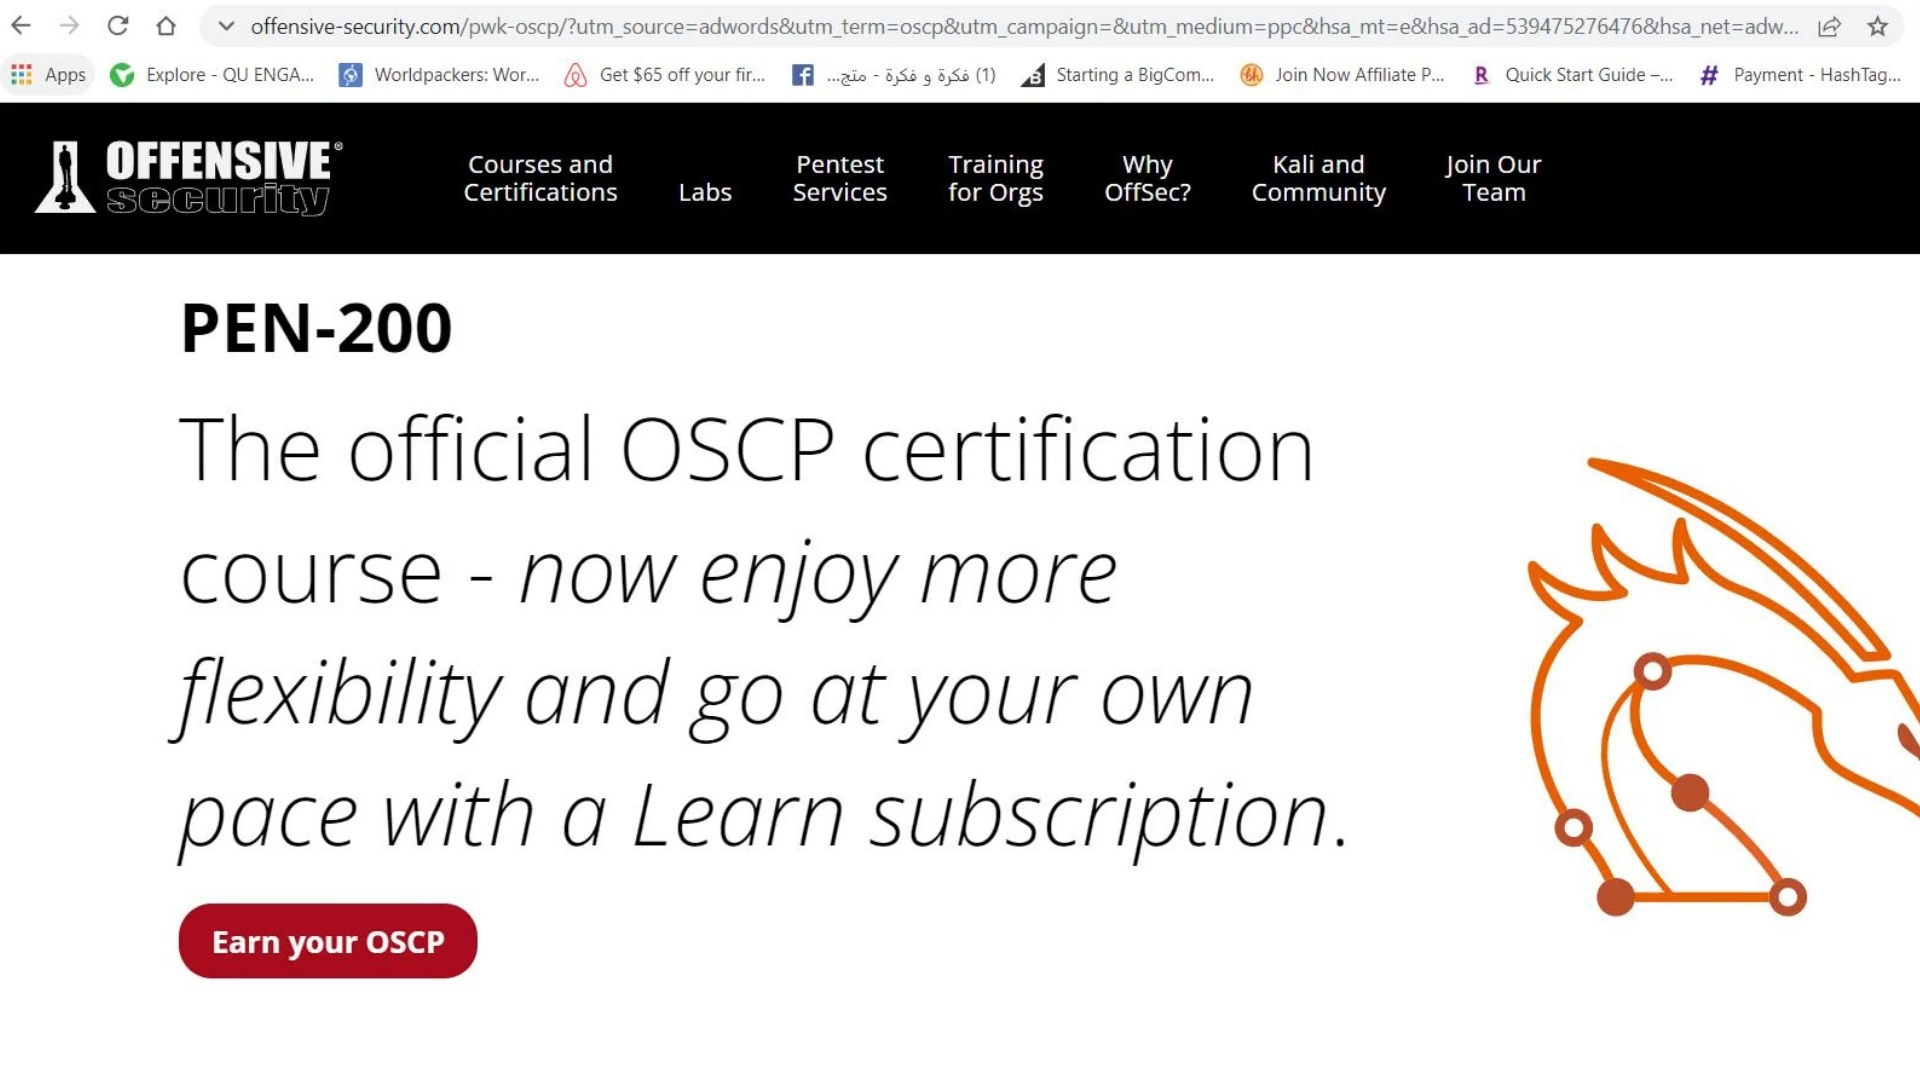 offensive-security.com/pwk-oscp/?utm_source=adwords&utm_term=oscp&utm_campaign=&utm_medium=ppc&hsa_mt=e&hsa_ad=539475276476&hsa_net=adw...
Apps Explore - QU ENGA... Worldpackers: Wor... Get $65 off your fir... (1) فكرة و فكرة - متج... Starting a BigCom... Join Now Affiliate P... Quick Start Guide –... Payment - HashTag...
OFFENSIVE®
security
Courses and
Certifications
Labs
Pentest
Services
Training
for Orgs
Why
OffSec?
Kali and
Community
Join Our
Team
PEN-200
The official OSCP certification
course - now enjoy more
flexibility and go at your own
pace with a Learn subscription.
Earn your OSCP